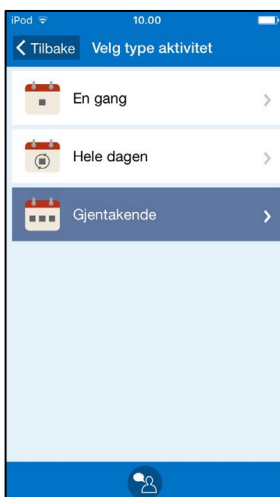 iPod 10.00
Tilbake Velg type aktivitet
En gang
Hele dagen
Gjentakende